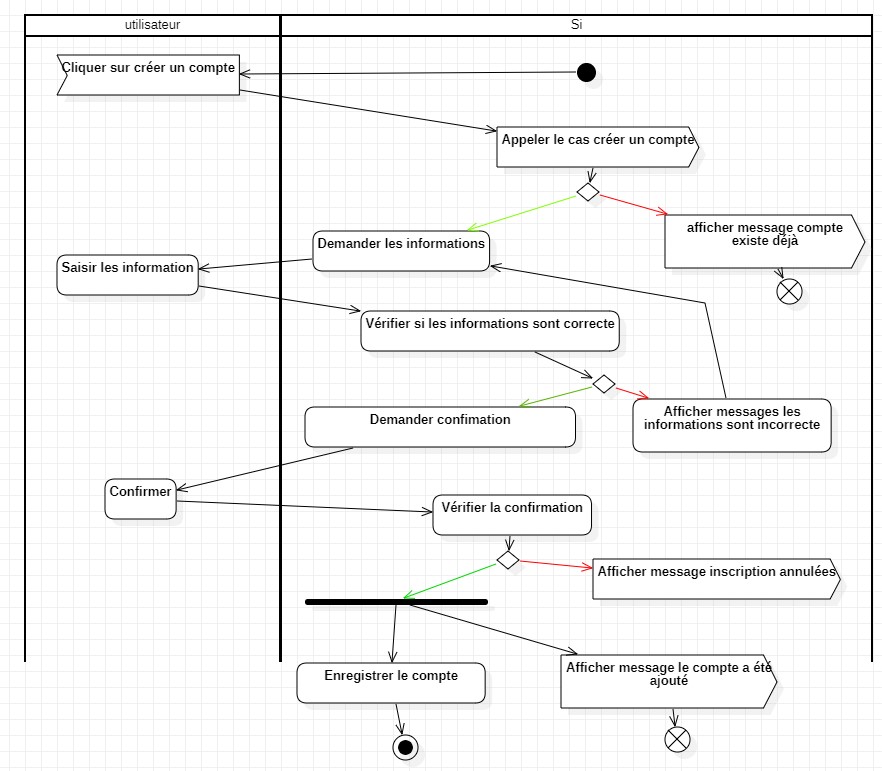 utilisateur
Si
Cliquer sur créer un compte
Appeler le cas créer un compte
afficher message compte
existe déjà
Demander les informations
Saisir les information
Vérifier si les informations sont correcte
Demander confimation
Afficher messages les
informations sont incorrecte
Confirmer
Vérifier la confirmation
Afficher message inscription annulées
Enregistrer le compte
Afficher message le compte a été
ajouté